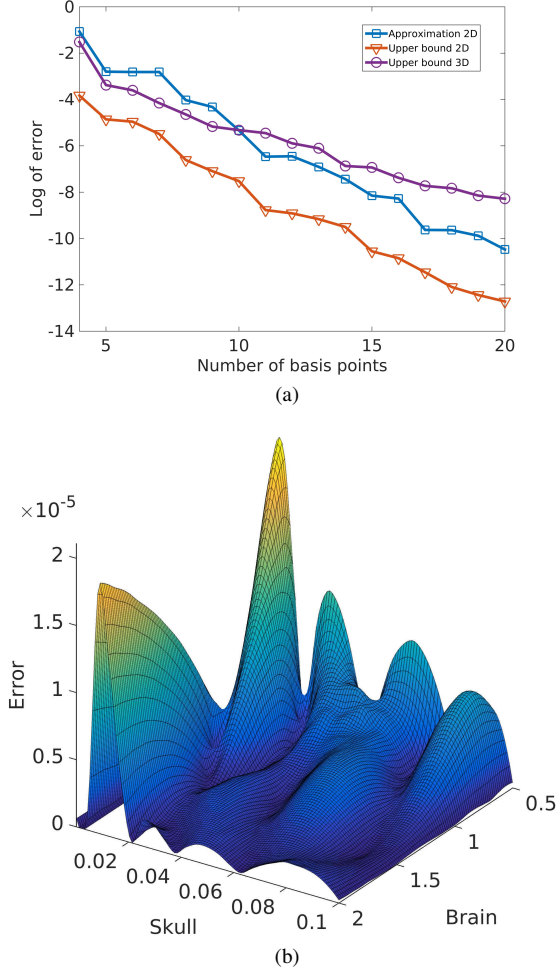 0
-2
-4
-6
-8
-10
-12
-14
Log of error
Approximation 2D
Upper bound 2D
Upper bound 3D
5
10
15
20
Number of basis points
(a)
×10-5
2
1.5
1
0.5
0
Error
0.02
0.04
0.06
0.08
0.1
Skull
0.5
1
1.5
2
Brain
(b)